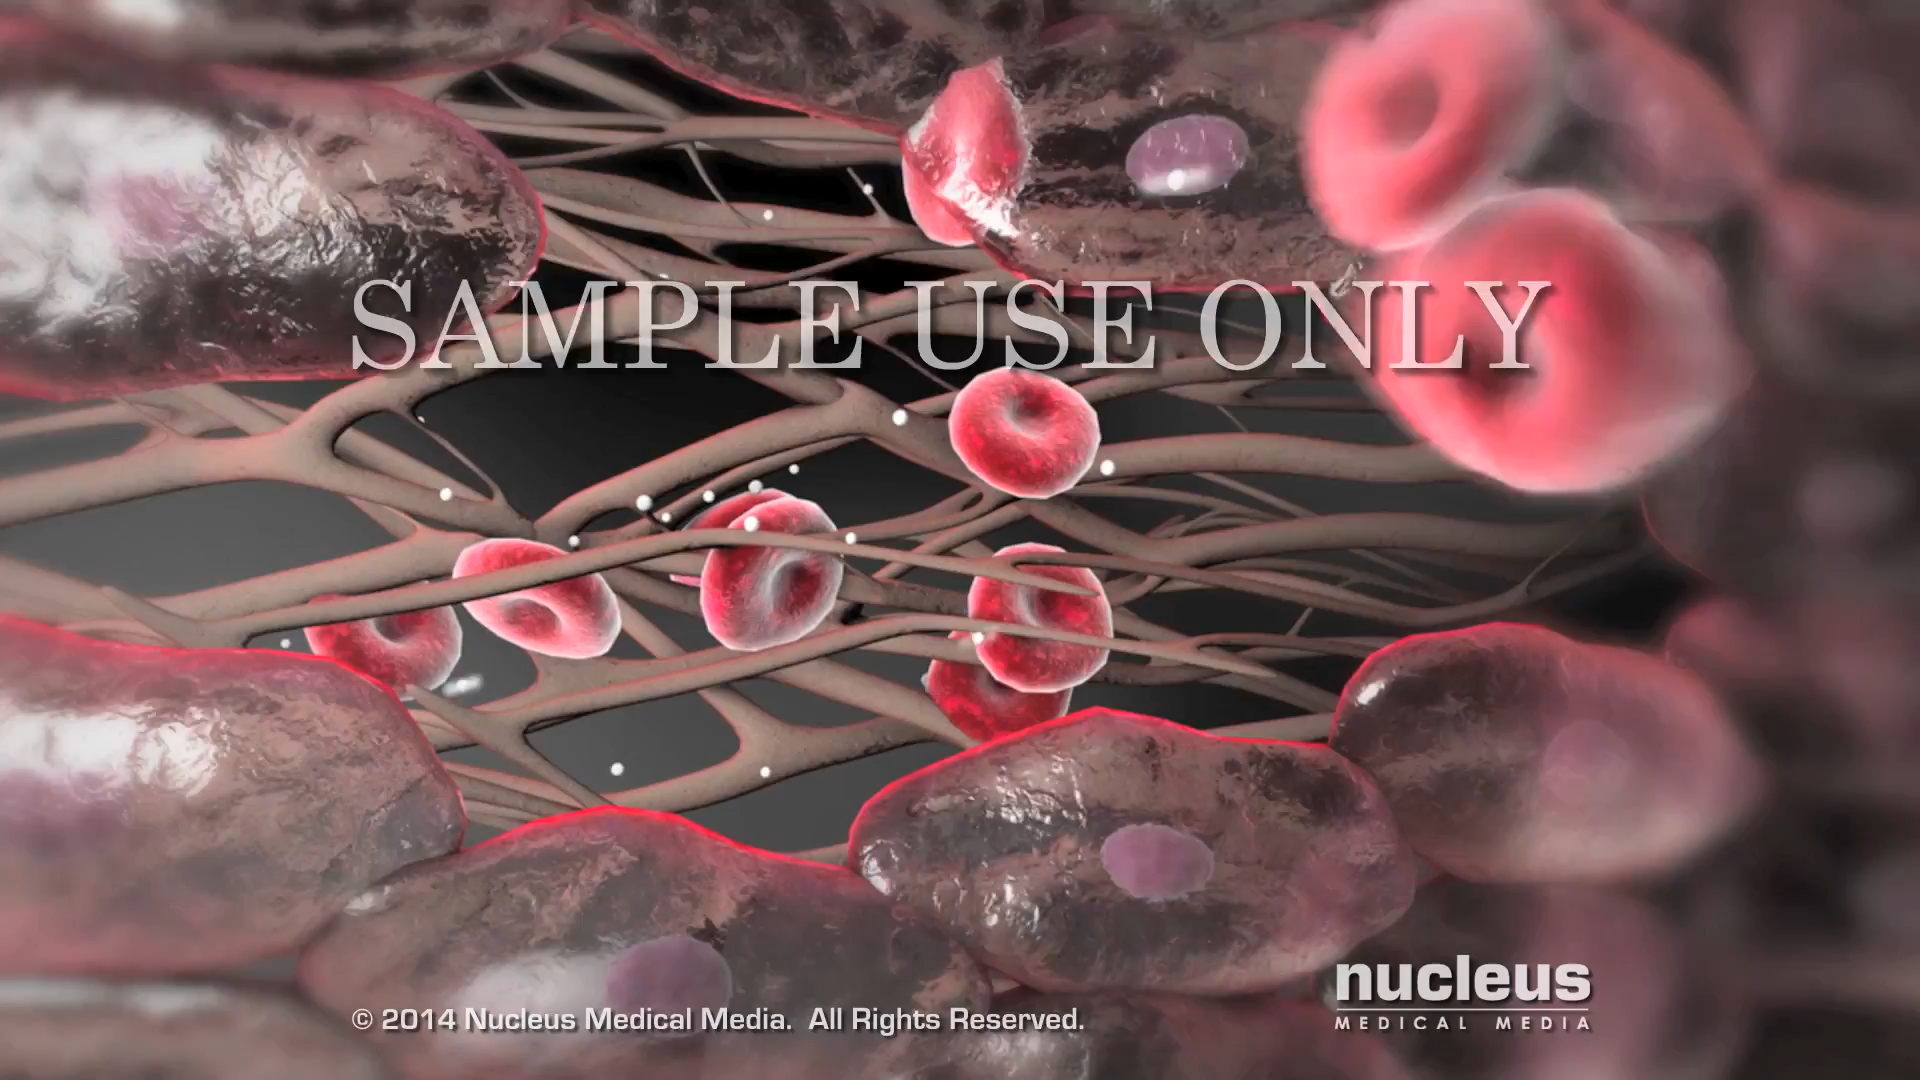 SAMPLE USE ONLY
nucleus
MEDICAL MEDIA
© 2014 Nucleus Medical Media. All Rights Reserved.